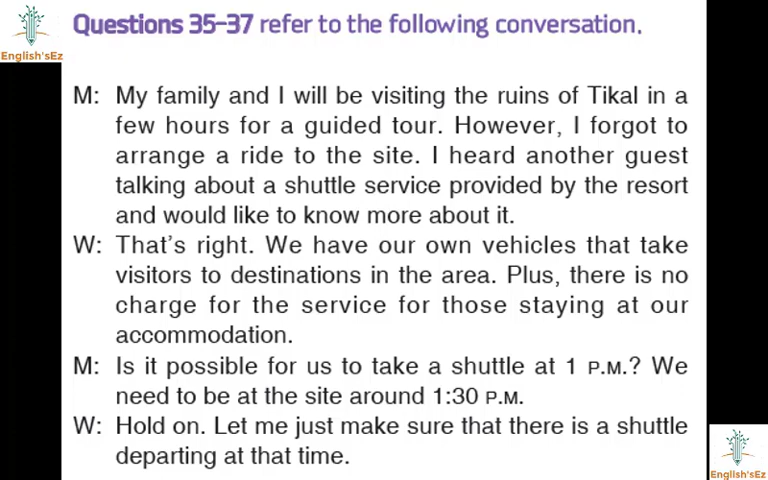 Questions 35–37 refer to the following conversation.
English'sEz
M: My family and I will be visiting the ruins of Tikal in a
few hours for a guided tour. However, I forgot to
arrange a ride to the site. I heard another guest
talking about a shuttle service provided by the resort
and would like to know more about it.
W: That's right. We have our own vehicles that take
visitors to destinations in the area. Plus, there is no
charge for the service for those staying at our
accommodation.
M: Is it possible for us to take a shuttle at 1 P.M.? We
need to be at the site around 1:30 P.M.
W: Hold on. Let me just make sure that there is a shuttle
departing at that time.
English'sEz